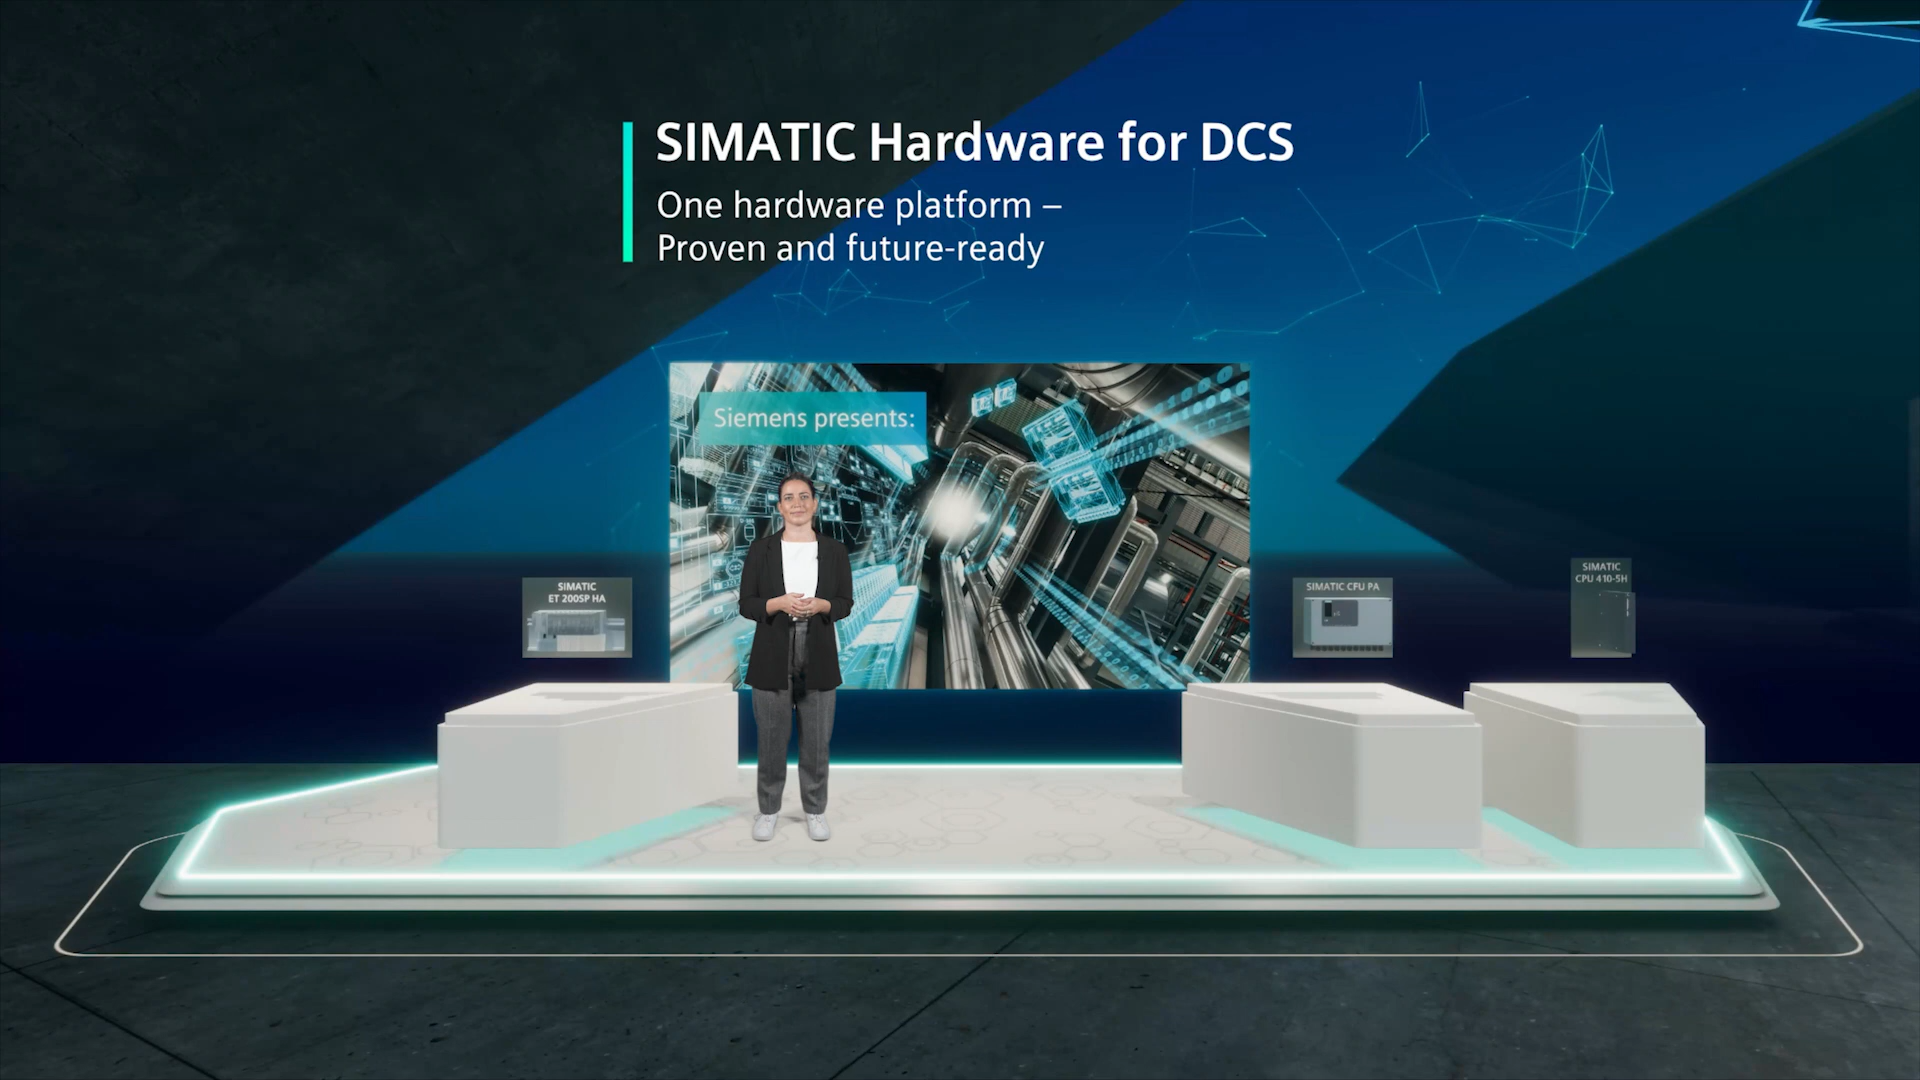 SIMATIC Hardware for DCS
One hardware platform –
Proven and future-ready
Siemens presents:
SIMATIC
ET 200SP HA
SIMATIC CFU PA
SIMATIC
CPU 410-5H